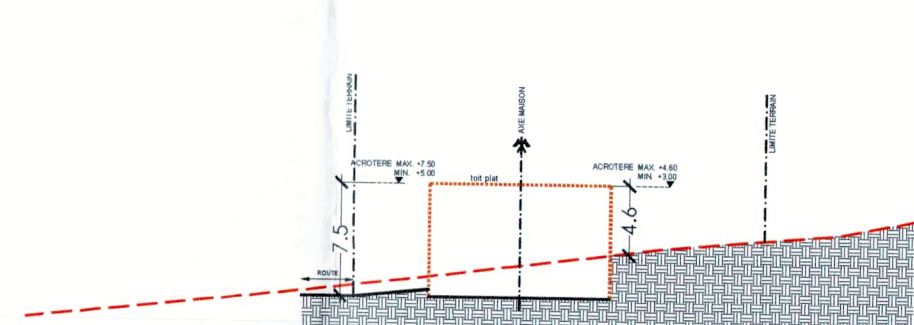 LIMITE TERRAIN
AXE MAISON
LIMITE TERRAIN
ACROTERE MAX. +7.50
MIN. +5.00
toit plat
ACROTERE MAX. +4.60
MIN. +3.00
7.5
4.6
ROUTE